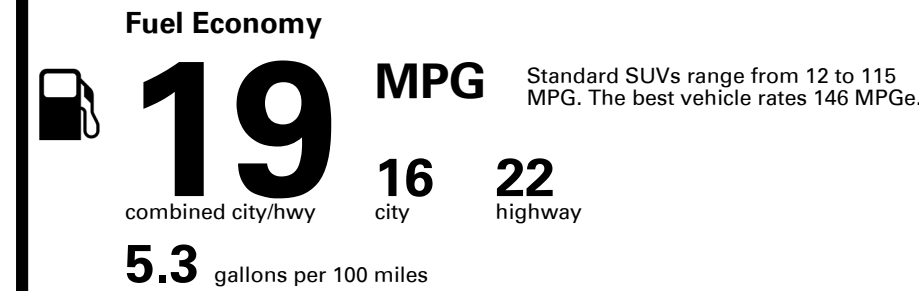 Fuel Economy
19
MPG
Standard SUVs range from 12 to 115
MPG. The best vehicle rates 146 MPGe.
16 22
combined city/hwy city highway
5.3 gallons per 100 miles